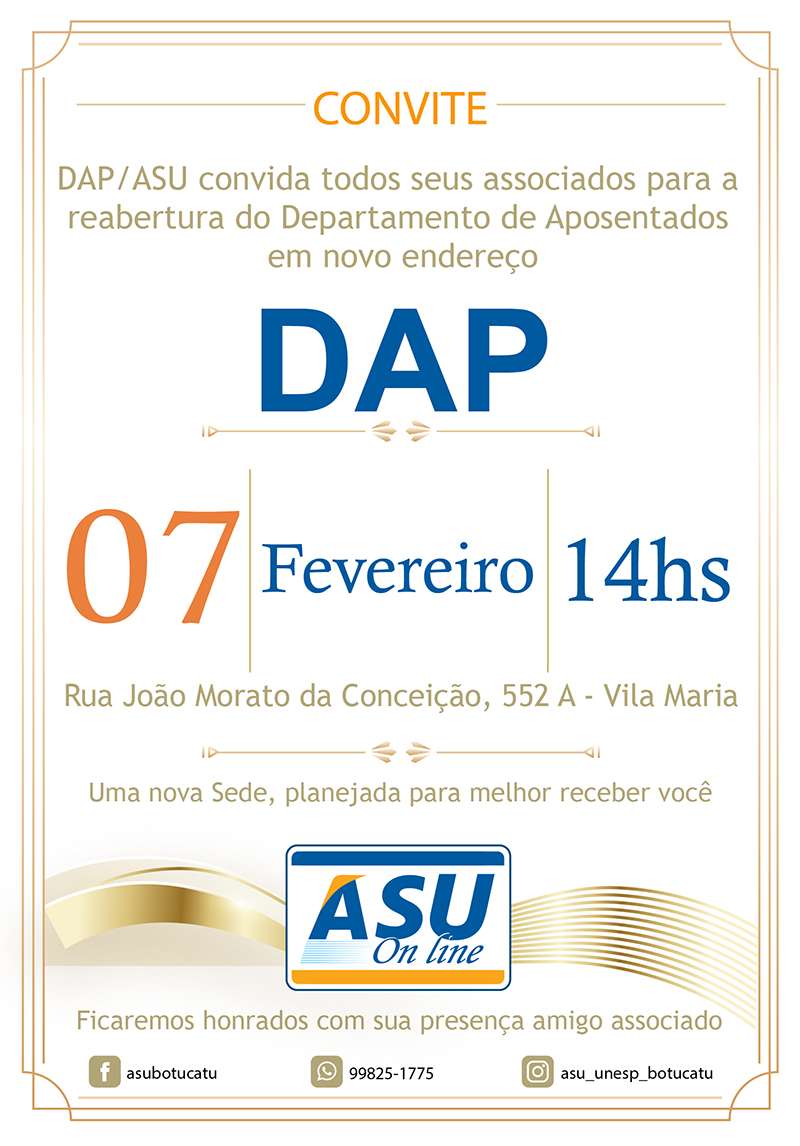 CONVITE
DAP/ASU convida todos seus associados para a
reabertura do Departamento de Aposentados
em novo endereço
DAP
07 Fevereiro 14hs
Rua João Morato da Conceição, 552 A - Vila Maria
Uma nova Sede, planejada para melhor receber você
ASU
On line
Ficaremos honrados com sua presença amigo associado
asubotucatu 99825-1775 asu_unesp_botucatu